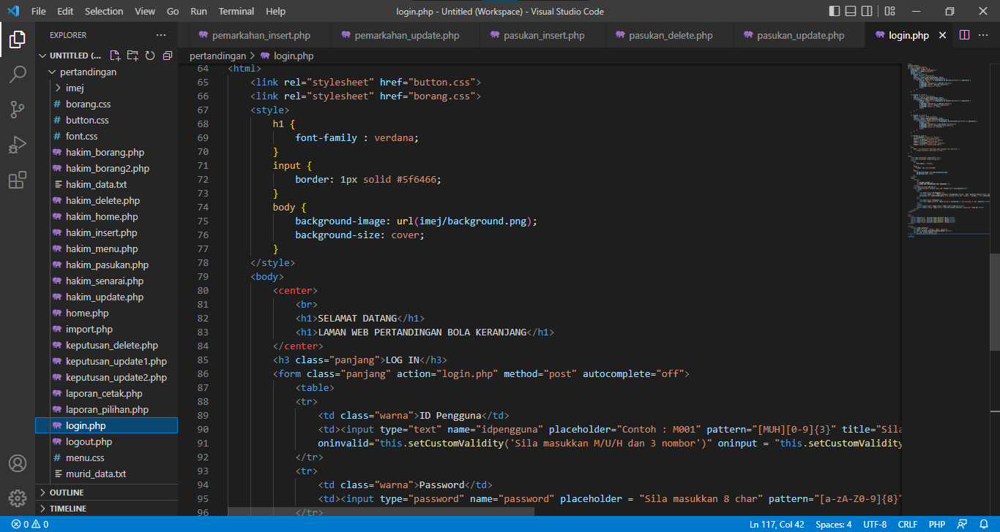 File Edit Selection View Go Run Terminal Help login.php - Untitled (Workspace) - Visual Studio Code
EXPLORER ···
pemarkahan_insert.php pemarkahan_update.php pasukan_insert.php pasukan_delete.php pasukan_update.php login.php
UNTITLED (...
pertandingan > login.php
pertandingan
imej
borang.css
button.css
font.css
hakim_borang.php
hakim_borang2.php
hakim_data.txt
hakim_delete.php
hakim_home.php
hakim_insert.php
hakim_menu.php
hakim_pasukan.php
hakim_senarai.php
hakim_update.php
home.php
import.php
keputusan_delete.php
keputusan_update1.php
keputusan_update2.php
laporan_cetak.php
laporan_pilihan.php
login.php
logout.php
menu.css
murid_data.txt
OUTLINE
TIMELINE
64 <html>
65 <link rel="stylesheet" href="button.css">
66 <link rel="stylesheet" href="borang.css">
67 <style>
68 h1 {
69 font-family : verdana;
70 }
71 input {
72 border: 1px solid #5f6466;
73 }
74 body {
75 background-image: url(imej/background.png);
76 background-size: cover;
77 }
78 </style>
79 <body>
80 <center>
81 <br>
82 <h1>SELAMAT DATANG</h1>
83 <h1>LAMAN WEB PERTANDINGAN BOLA KERANJANG</h1>
84 </center>
85 <h3 class="panjang">LOG IN</h3>
86 <form class="panjang" action="login.php" method="post" autocomplete="off">
87 <table>
88 <tr>
89 <td class="warna">ID Pengguna</td>
90 <td><input type="text" name="idpengguna" placeholder="Contoh : M001" pattern="[MUH][0-9]{3}" title="Sila
91 oninvalid="this.setCustomValidity('Sila masukkan M/U/H dan 3 nombor')" oninput = "this.setCustomValidity
92 </tr>
93 <tr>
94 <td class="warna">Password</td>
95 <td><input type="password" name="password" placeholder = "Sila masukkan 8 char" pattern="[a-zA-Z0-9]{8}"
96 </tr>
0 0 Ln 117, Col 42 Spaces: 4 UTF-8 CRLF PHP